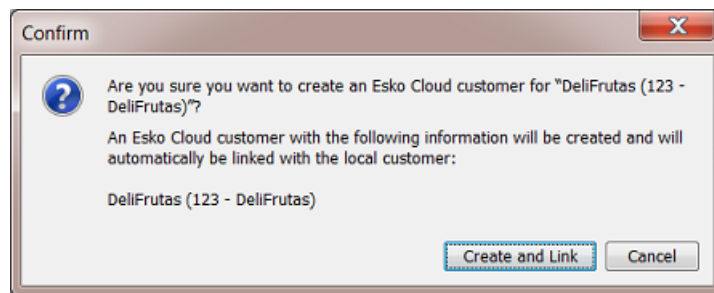 Confirm
Are you sure you want to create an Esko Cloud customer for "DeliFrutas (123 -
DeliFrutas)"?
An Esko Cloud customer with the following information will be created and will
automatically be linked with the local customer:
DeliFrutas (123 - DeliFrutas)
Create and Link
Cancel